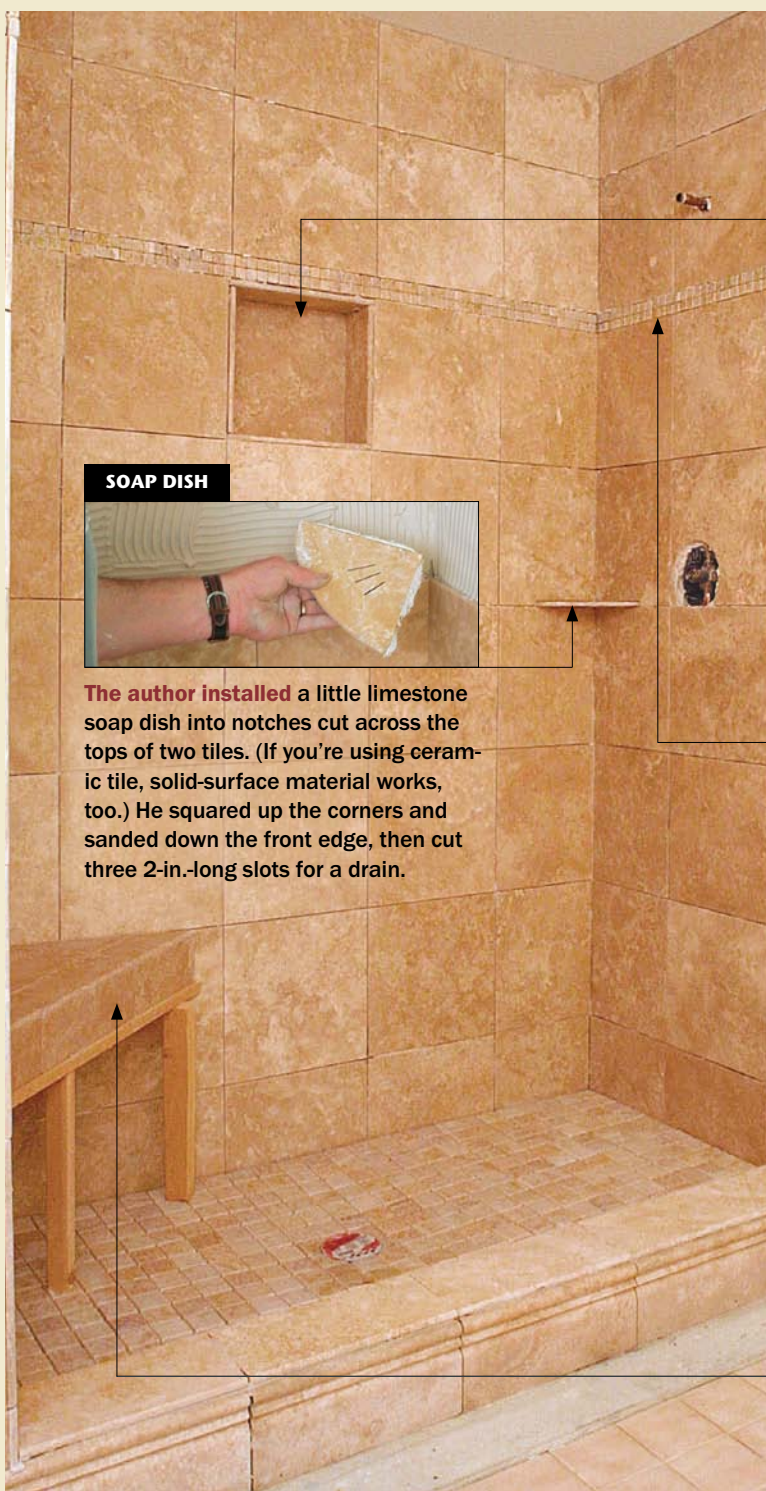 SOAP DISH
The author installed a little limestone
soap dish into notches cut across the
tops of two tiles. (If you’re using ceram-
ic tile, solid-surface material works,
too.) He squared up the corners and
sanded down the front edge, then cut
three 2-in.-long slots for a drain.